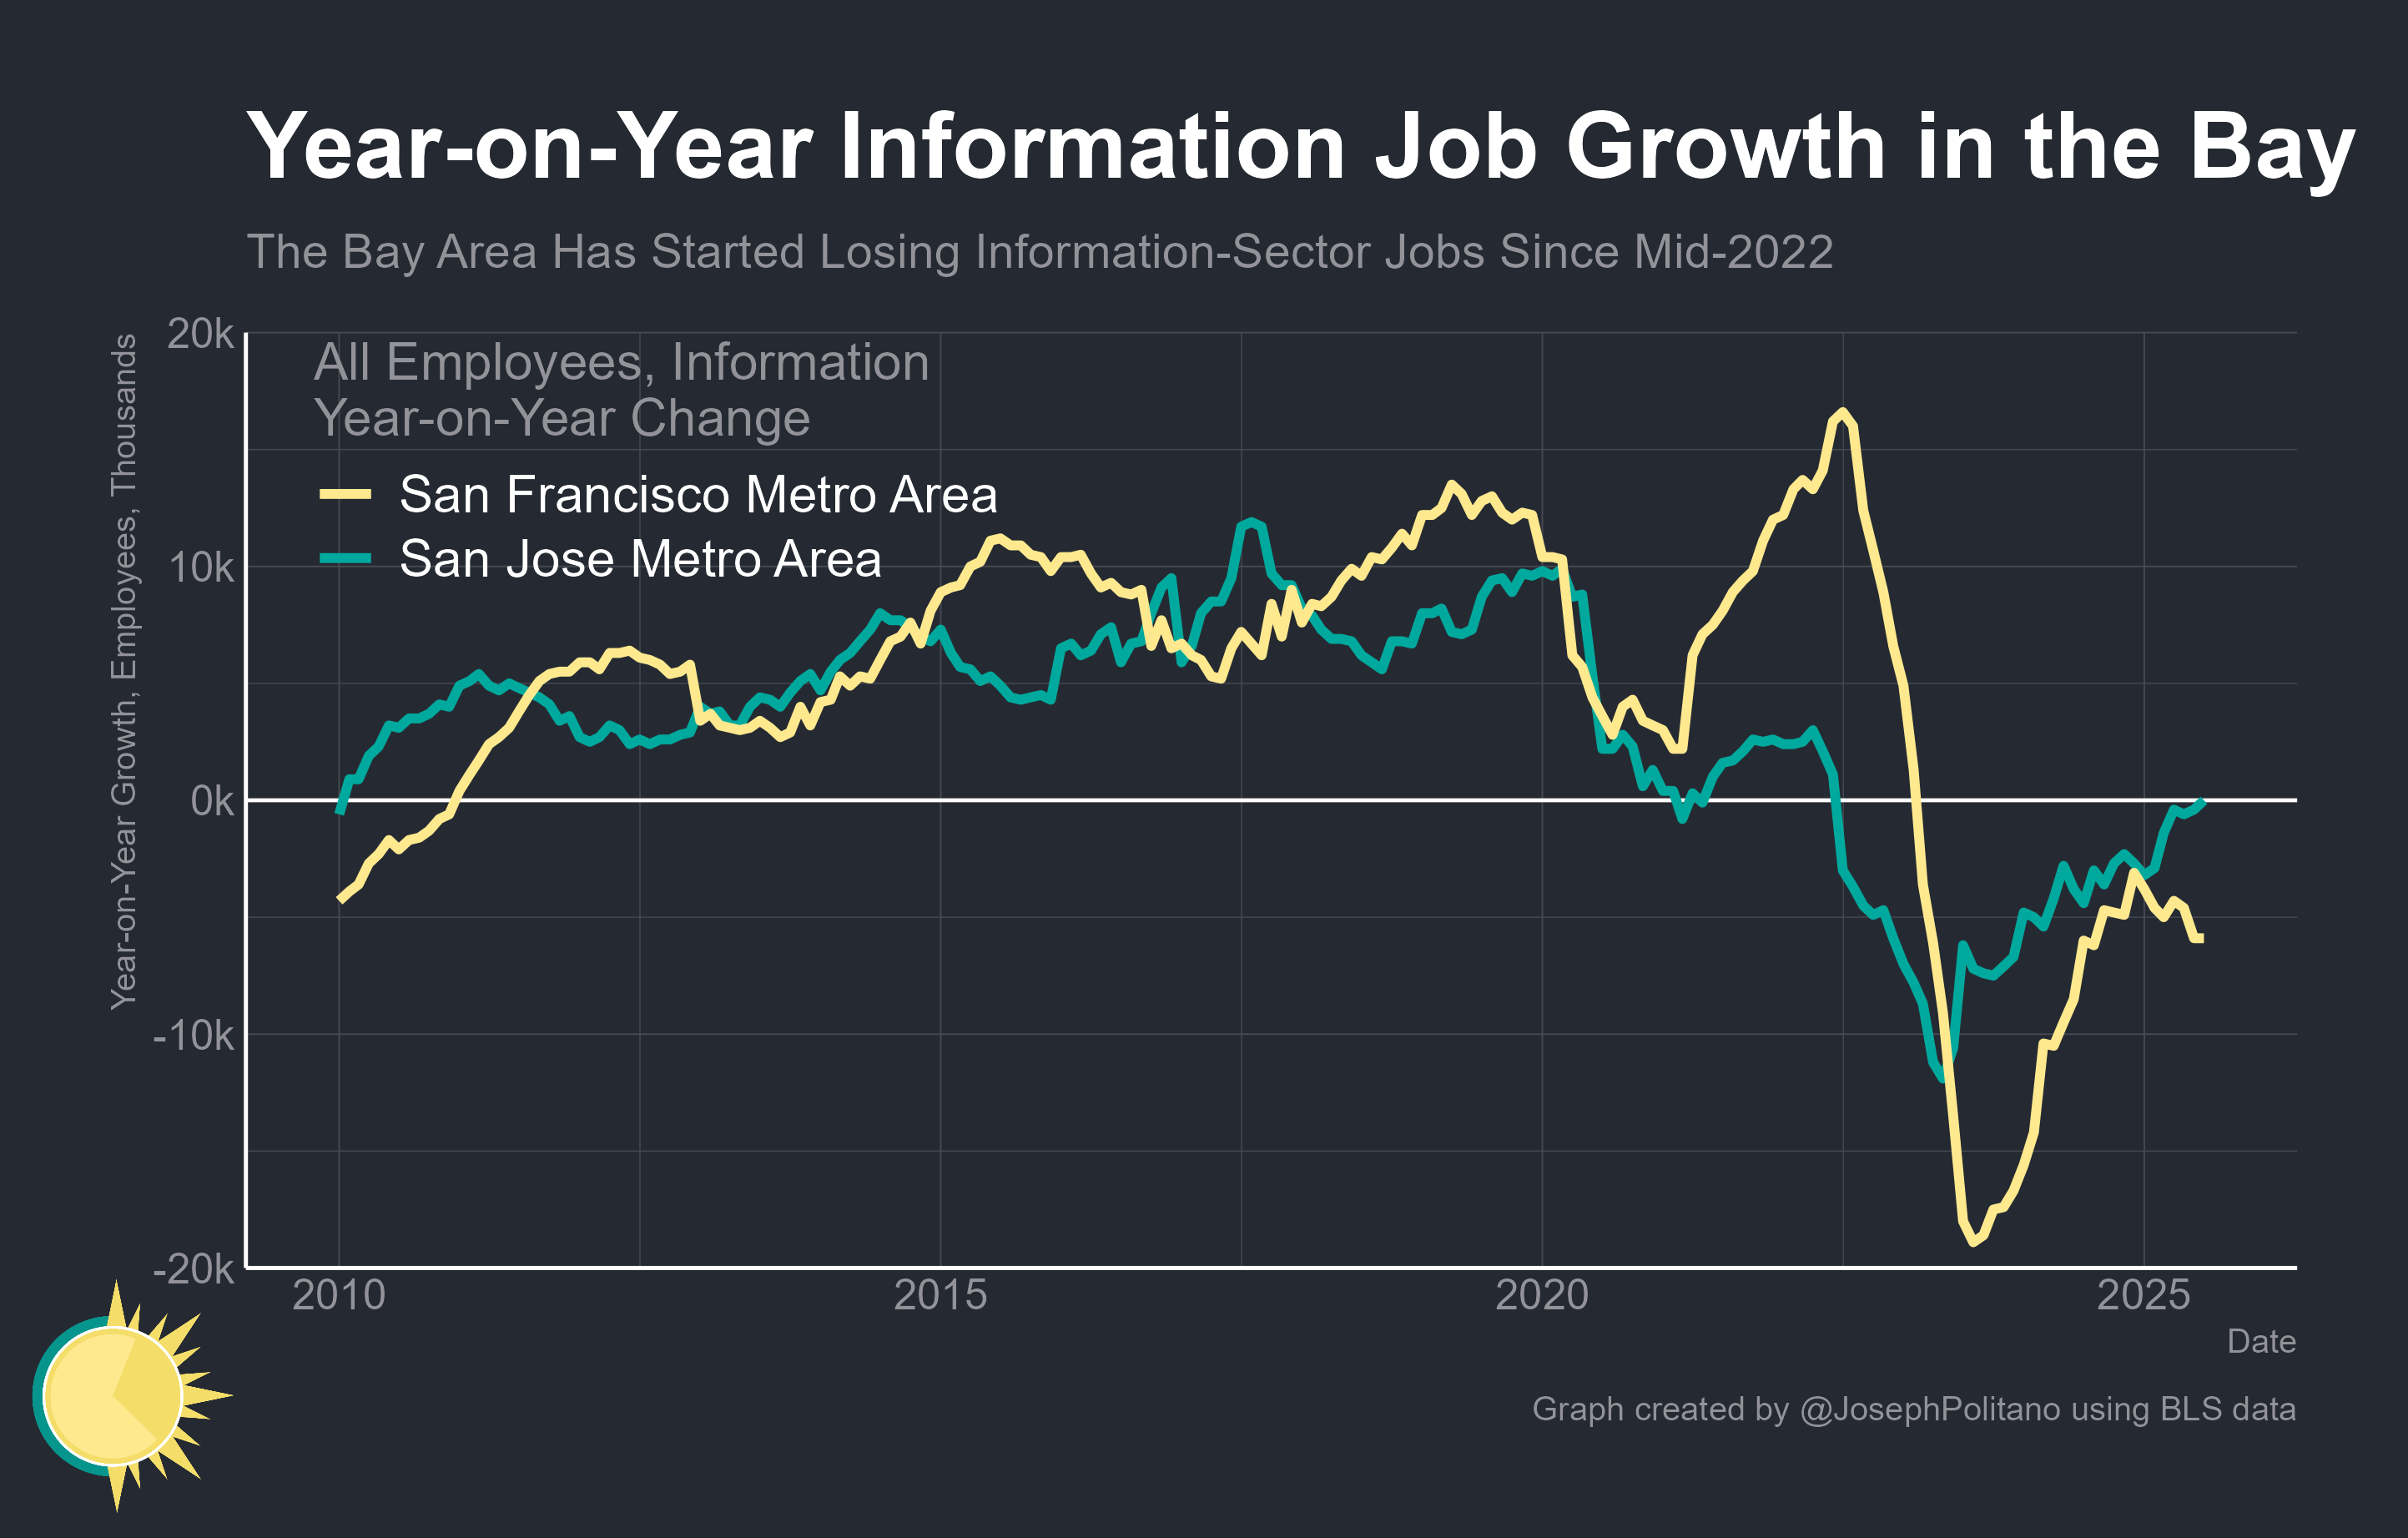 Year-on-Year Information Job Growth in the Bay
The Bay Area Has Started Losing Information-Sector Jobs Since Mid-2022
Year-on-Year Growth, Employees, Thousands
20k
10k
0k
-10k
-20k
All Employees, Information
Year-on-Year Change
San Francisco Metro Area
San Jose Metro Area
2010
2015
2020
2025
Date
Graph created by @JosephPolitano using BLS data